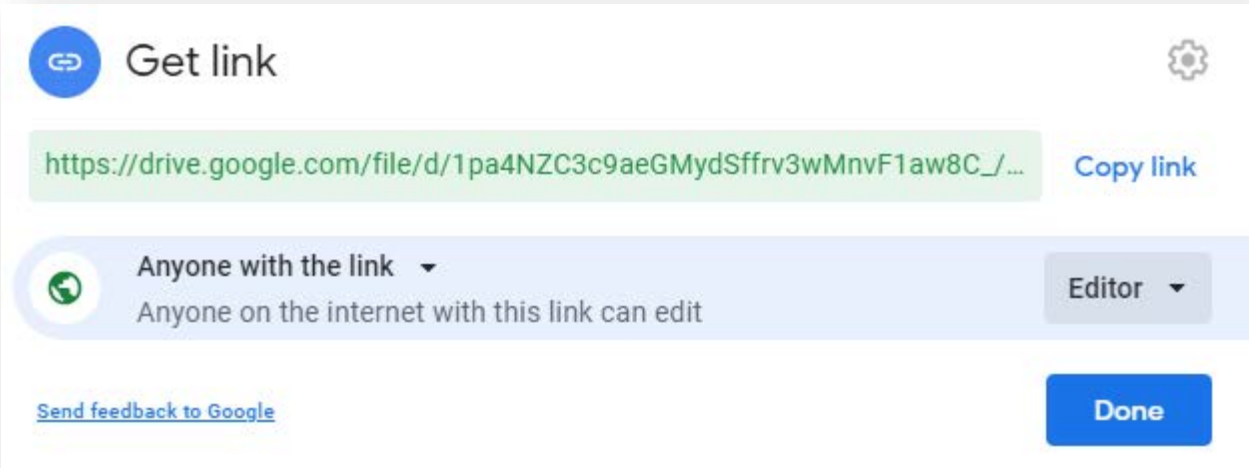 Get link
https://drive.google.com/file/d/1pa4NZC3c9aeGMydSffrv3wMnvF1aw8C_/...
Copy link
Anyone with the link
Anyone on the internet with this link can edit
Editor
Send feedback to Google
Done